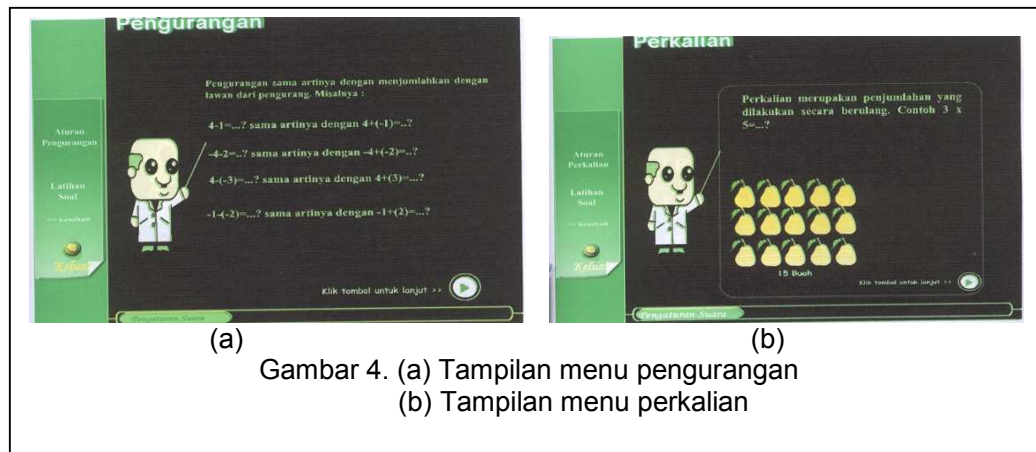 Pengurangan
Pengurangan sama artinya dengan menjumlahkan dengan
lawan dari pengurang. Misalnya :
4-1=...? sama artinya dengan 4+(-1)=..?
-4-2=..? sama artinya dengan -4+(-2)=..?
4-(-3)=...? sama artinya dengan 4+(3)=...?
-1-(-2)=...? sama artinya dengan -1+(2)=...?
Aturan
Pengurangan
Latihan
Soal
<< Kembali
Keluar
Klik tombol untuk lanjut >>
Pengaturan Suara
(a)
Perkalian
Perkalian merupakan penjumlahan yang
dilakukan secara berulang. Contoh 3 x
5=...?
Aturan
Perkalian
Latihan
Soal
<< Kembali
Keluar
15 Buah
Klik tombol untuk lanjut >>
Pengaturan Suara
(b)
Gambar 4. (a) Tampilan menu pengurangan
(b) Tampilan menu perkalian